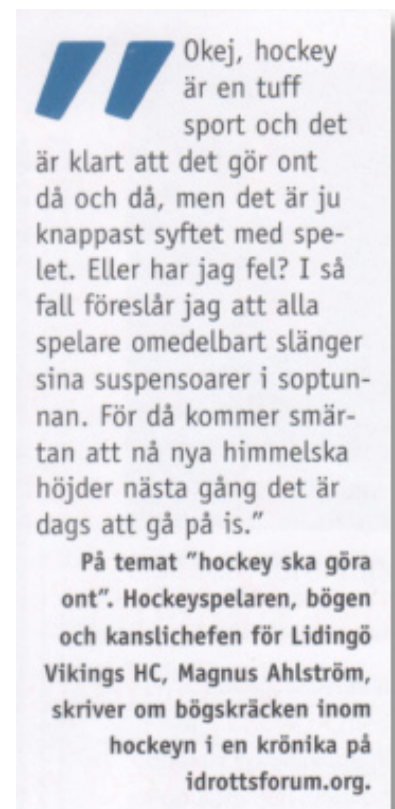 "Okej, hockey
är en tuff
sport och det
är klart att det gör ont
då och då, men det är ju
knappast syftet med spe-
let. Eller har jag fel? I så
fall föreslår jag att alla
spelare omedelbart slänger
sina suspensoarer i soptun-
nan. För då kommer smär-
tan att nå nya himmelska
höjder nästa gång det är
dags att gå på is."
På temat "hockey ska göra
ont". Hockeyspelaren, bögen
och kanslichefen för Lidingö
Vikings HC, Magnus Ahlström,
skriver om bögskräcken inom
hockeyn i en krönika på
idrottsforum.org.